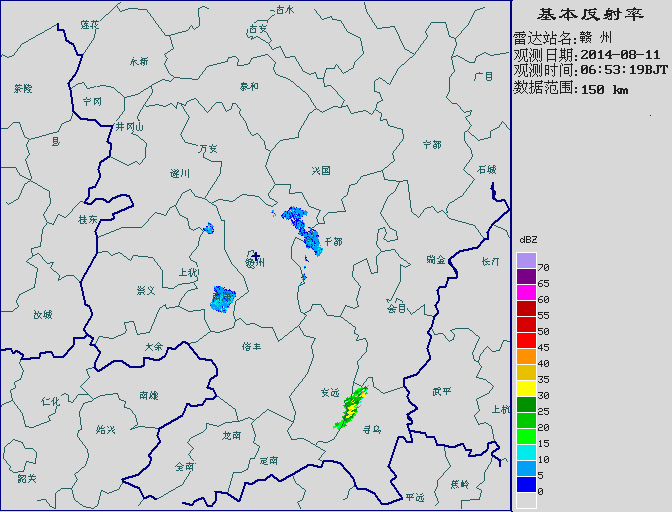 基本反射率
雷达站名:赣 州
观测日期:2014-08-11
观测时间:06:53:19BJT
数据范围:150 km
dBZ
70
65
60
55
50
45
40
35
30
25
20
15
10
5
0
莲花
吉水
吉安
永新
茶陵
宁冈
泰和
广昌
井冈山
万安
宁都
遂川
兴国
石城
桂东
于都
赣州
瑞金
长汀
上犹
崇义
会昌
汝城
大余
信丰
仁化
南雄
安远
武平
上杭
始兴
龙南
寻乌
全南
定南
韶关
蕉岭
平远